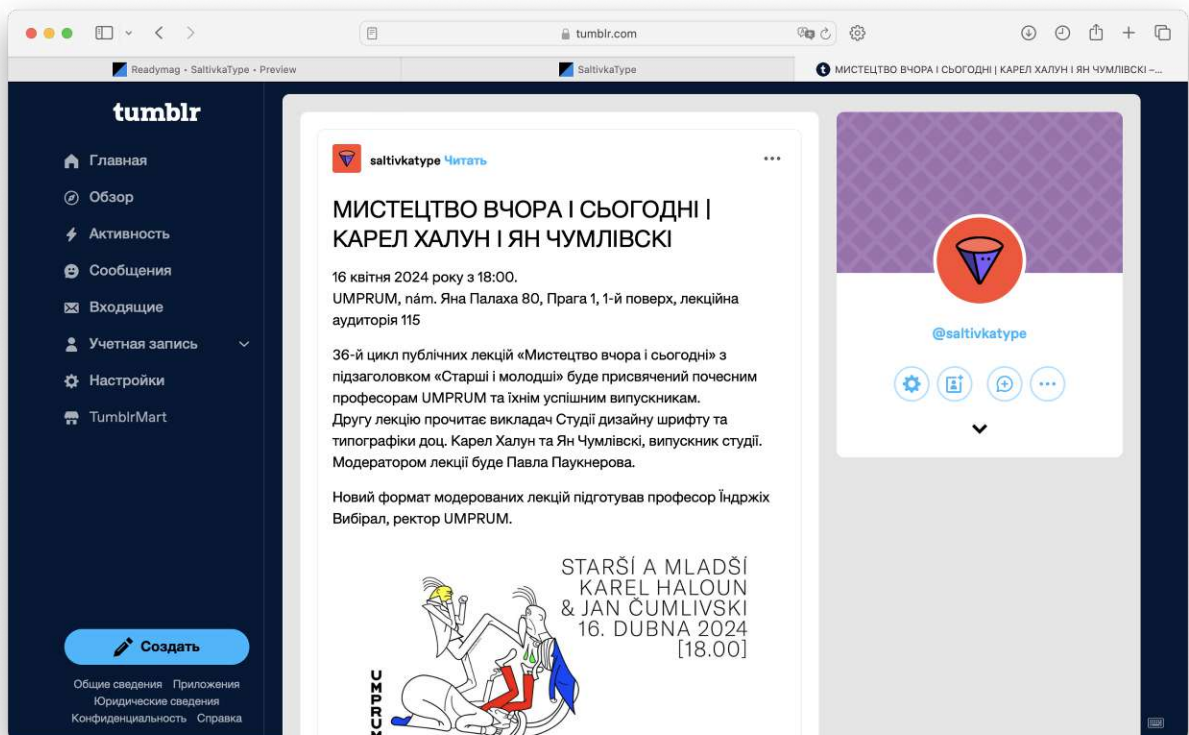 tumblr.com
Readymag - SaltivkaType - Preview
SaltivkaType
МИСТЕЦТВО ВЧОРА І СЬОГОДНІ | КАРЕЛ ХАЛУН І ЯН ЧУМЛІВСКІ –...
tumblr
Главная
Обзор
Активность
Сообщения
Входящие
Учетная запись
Настройки
TumblrMart
Создать
Общие сведения Приложения
Юридические сведения
Конфиденциальность Справка
saltivkatype Читать
МИСТЕЦТВО ВЧОРА І СЬОГОДНІ |
КАРЕЛ ХАЛУН І ЯН ЧУМЛІВСКІ
16 квітня 2024 року з 18:00.
UMPRUM, nám. Яна Палаха 80, Прага 1, 1-й поверх, лекційна
аудиторія 115
36-й цикл публічних лекцій «Мистецтво вчора і сьогодні» з
підзаголовком «Старші і молодші» буде присвячений почесним
професорам UMPRUM та їхнім успішним випускникам.
Другу лекцію прочитає викладач Студії дизайну шрифту та
типографіки доц. Карел Халун та Ян Чумлівскі, випускник студії.
Модератором лекції буде Павла Паукнерова.
Новий формат модерованих лекцій підготував професор Їндржіх
Вибірал, ректор UMPRUM.
STARŠÍ A MLADŠÍ
KAREL HALOUN
& JAN ČUMLIVSKI
16. DUBNA 2024
[18.00]
UMPRUM
@saltivkatype